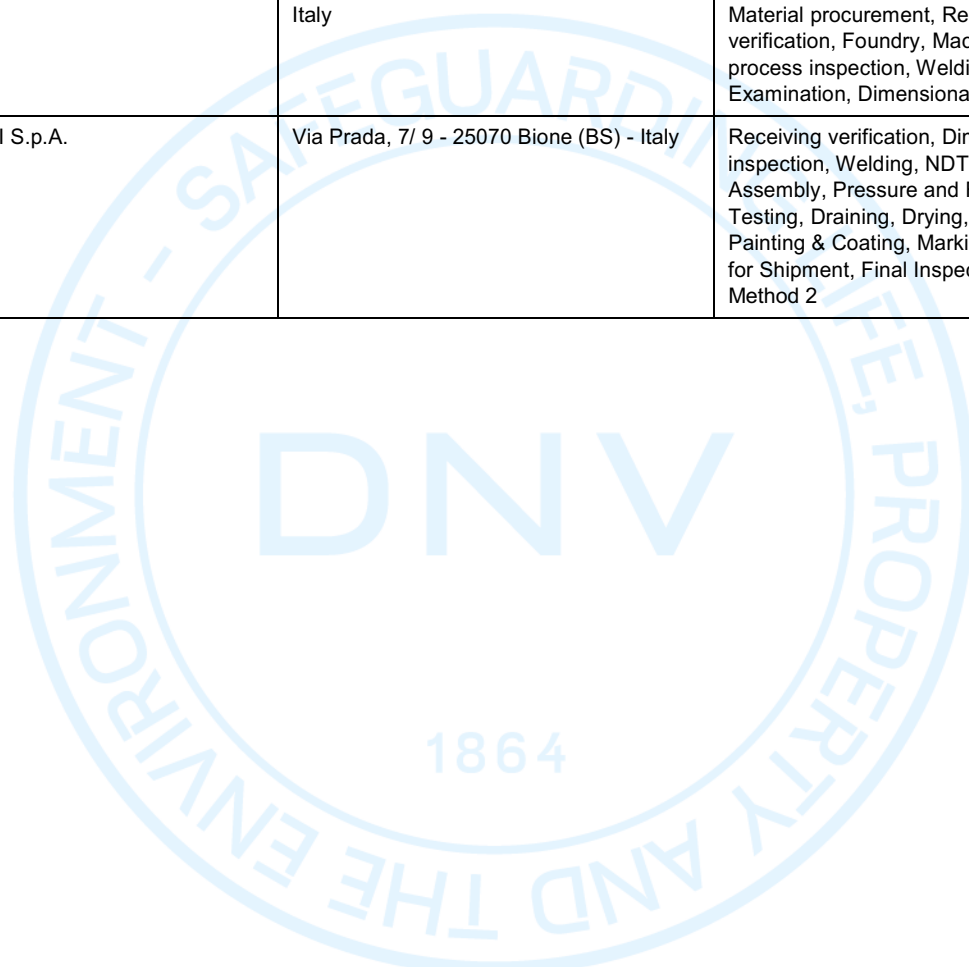 Italy
Material procurement, Re
verification, Foundry, Mac
process inspection, Weldi
Examination, Dimensiona
I S.p.A.
Via Prada, 7/ 9 - 25070 Bione (BS) - Italy
Receiving verification, Dim
inspection, Welding, NDT
Assembly, Pressure and
Testing, Draining, Drying,
Painting & Coating, Marki
for Shipment, Final Inspec
Method 2
SAFEGUARDING LIFE, PROPERTY AND THE ENVIRONMENT -
DNV
1864